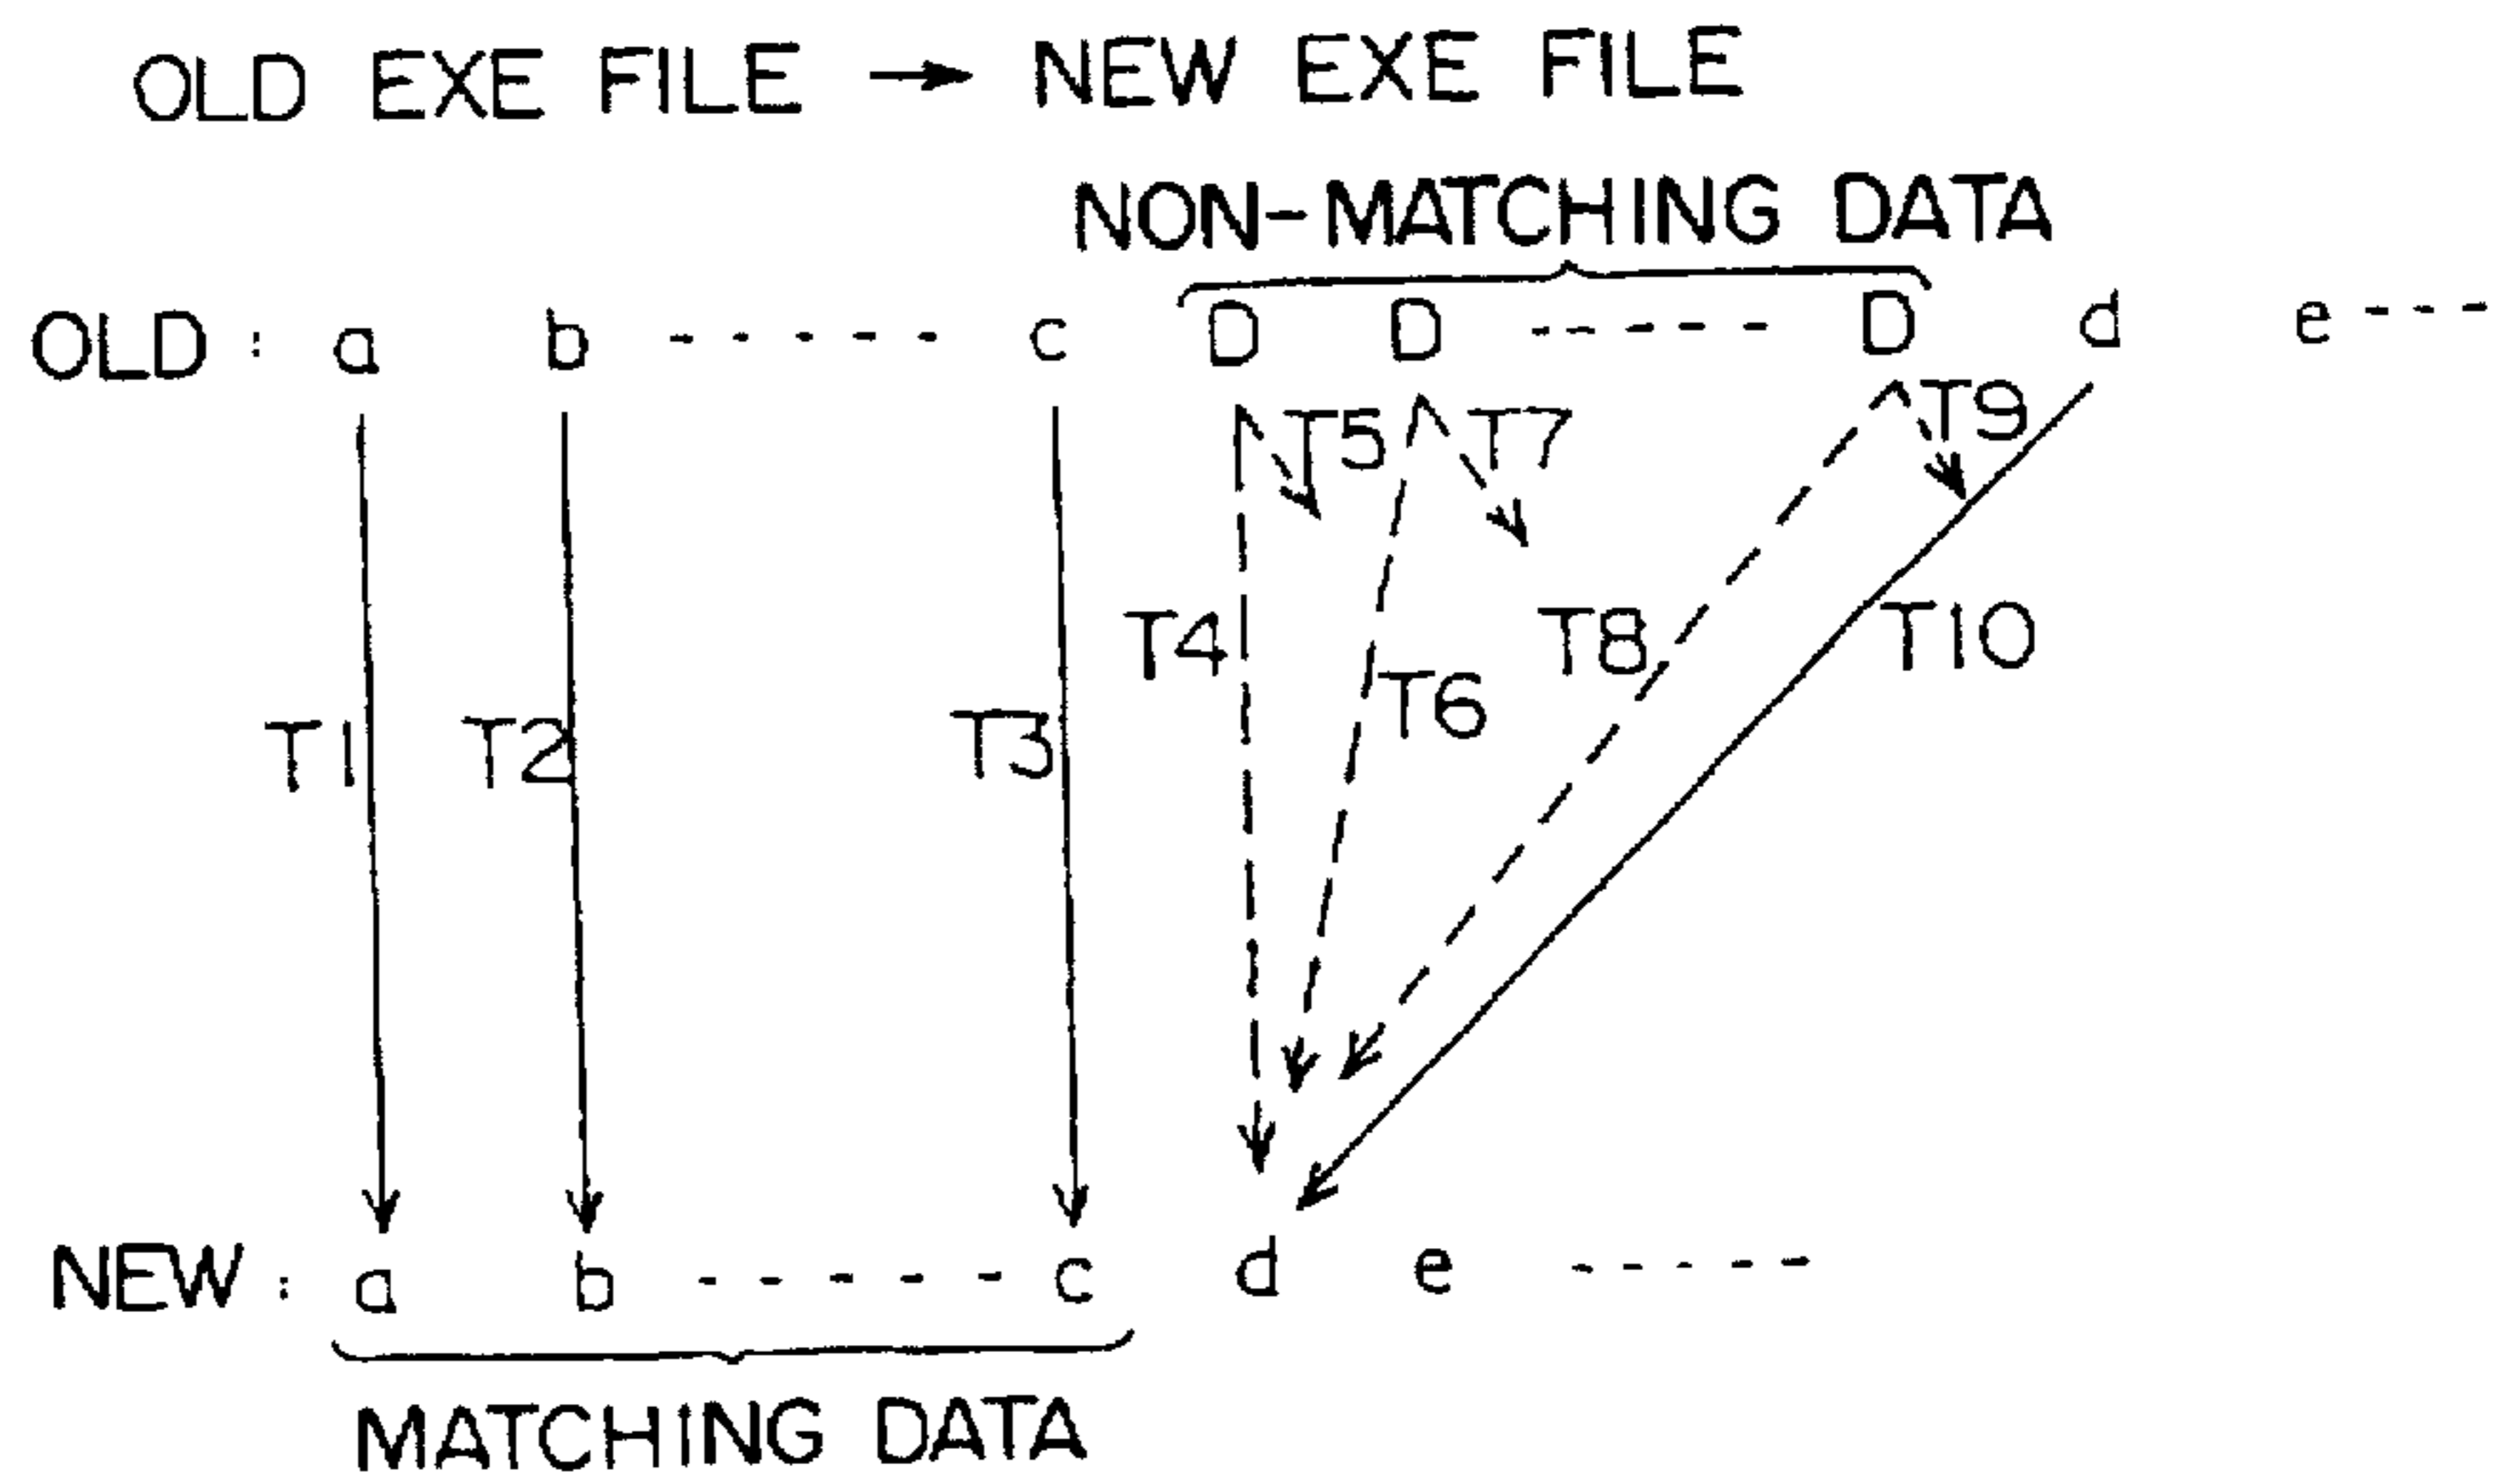 OLD EXE FILE → NEW EXE FILE
NON-MATCHING DATA
OLD : a b - - - - - c D D - - - - - D d e - - -
T5 T7 T9
T4 T8 T10
T6
T1 T2 T3
NEW : a b - - - - - c d e - - - - -
MATCHING DATA